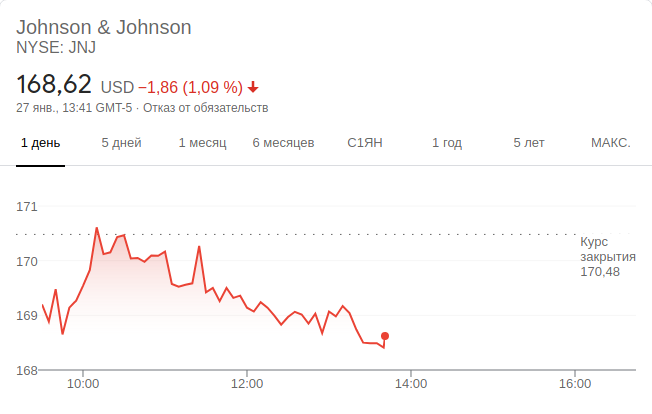 Johnson & Johnson
NYSE: JNJ
168,62 USD −1,86 (1,09 %)
27 янв., 13:41 GMT-5 · Отказ от обязательств
1 день 5 дней 1 месяц 6 месяцев С1ЯН 1 год 5 лет МАКС.
171
170
169
168
Курс
закрытия
170,48
10:00 12:00 14:00 16:00